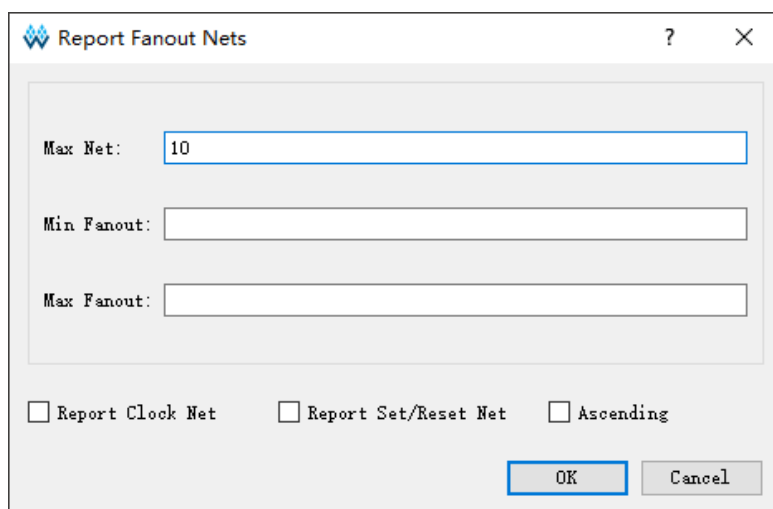 Report Fanout Nets
Max Net: 10
Min Fanout:
Max Fanout:
Report Clock Net Report Set/Reset Net Ascending
OK Cancel